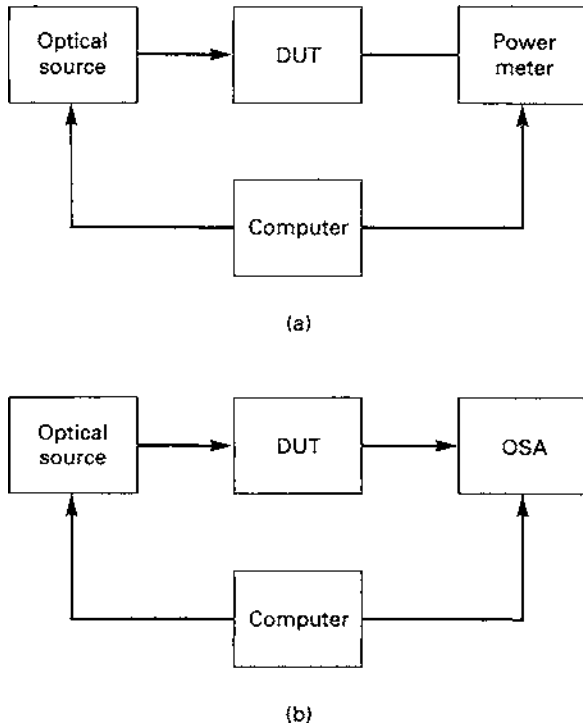 Optical
source
DUT
Power
meter
Computer
(a)
Optical
source
DUT
OSA
Computer
(b)